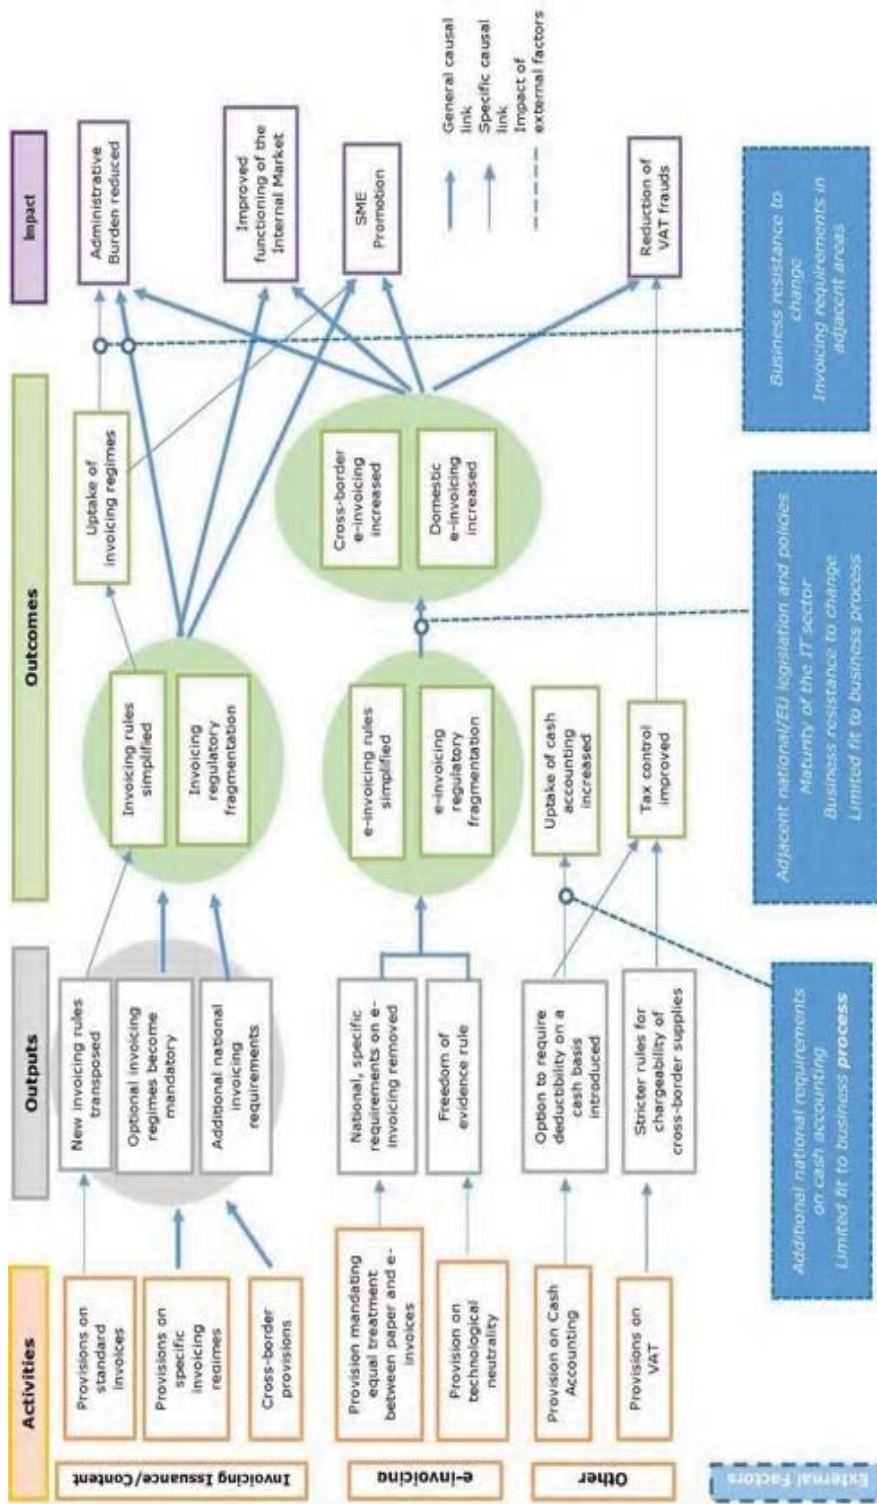 Activities
Outputs
Outcomes
Impact
Invoicing Issuance/Content
Provisions on
standard
invoices
Provisions on
specific
invoicing
regimes
Cross-border
provisions
New invoicing rules
transposed
Optional invoicing
regimes become
mandatory
Additional national
invoicing
requirements
Invoicing rules
simplified
Invoicing
regulatory
fragmentation
Uptake of
invoicing regimes
Administrative
Burden reduced
Improved
functioning of the
Internal Market
SME
Promotion
e-invoicing
Provision mandating
equal treatment
between paper and e-
invoices
Provision on
technological
neutrality
National, specific
requirements on e-
invoicing removed
Freedom of
evidence rule
e-invoicing rules
simplified
e-invoicing
regulatory
fragmentation
Cross-border
e-invoicing
increased
Domestic
e-invoicing
increased
General causal
link
Specific causal
link
Impact of
external factors
Other
Provision on Cash
Accounting
Provisions on
VAT
Option to require
deductibility on a
cash basis
introduced
Stricter rules for
chargeability of
cross-border supplies
Uptake of cash
accounting
increased
Tax control
improved
Reduction of
VAT frauds
External Factors
Additional national requirements
on cash accounting
Limited fit to business process
Adjacent national/EU legislation and policies
Maturity of the IT sector
Business resistance to change
Limited fit to business process
Business resistance to
change
Invoicing requirements in
adjacent areas